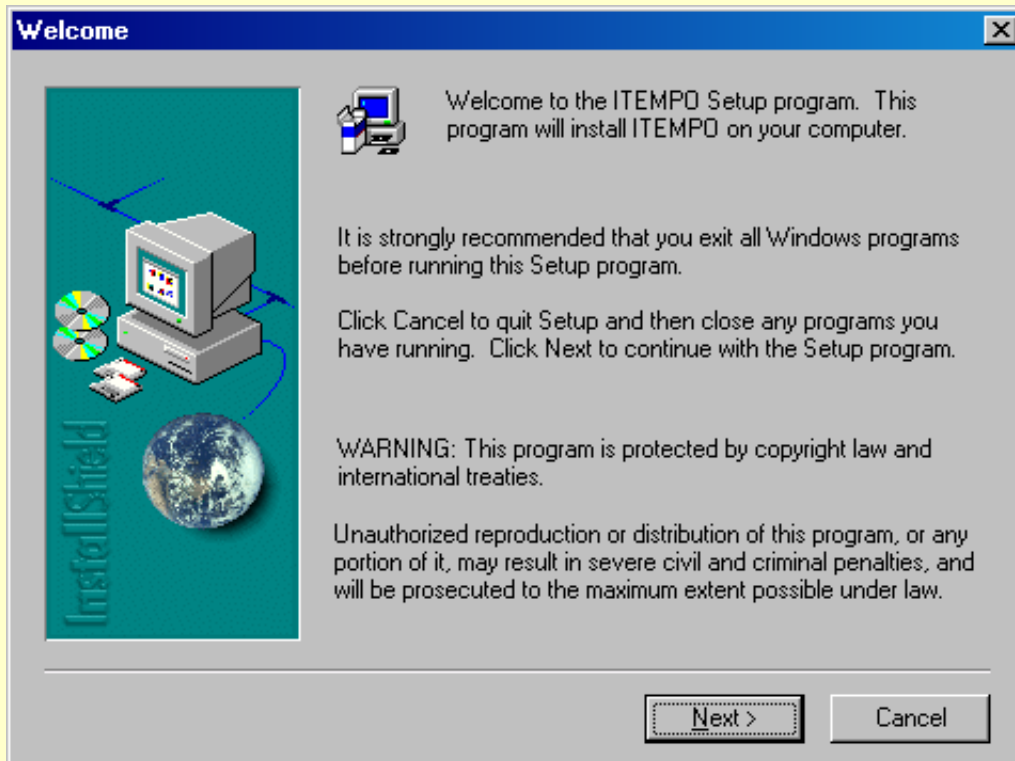 Welcome
Welcome to the ITEMPO Setup program. This
program will install ITEMPO on your computer.
It is strongly recommended that you exit all Windows programs
before running this Setup program.
Click Cancel to quit Setup and then close any programs you
have running. Click Next to continue with the Setup program.
WARNING: This program is protected by copyright law and
international treaties.
Unauthorized reproduction or distribution of this program, or any
portion of it, may result in severe civil and criminal penalties, and
will be prosecuted to the maximum extent possible under law.
InstallShield
Next >
Cancel